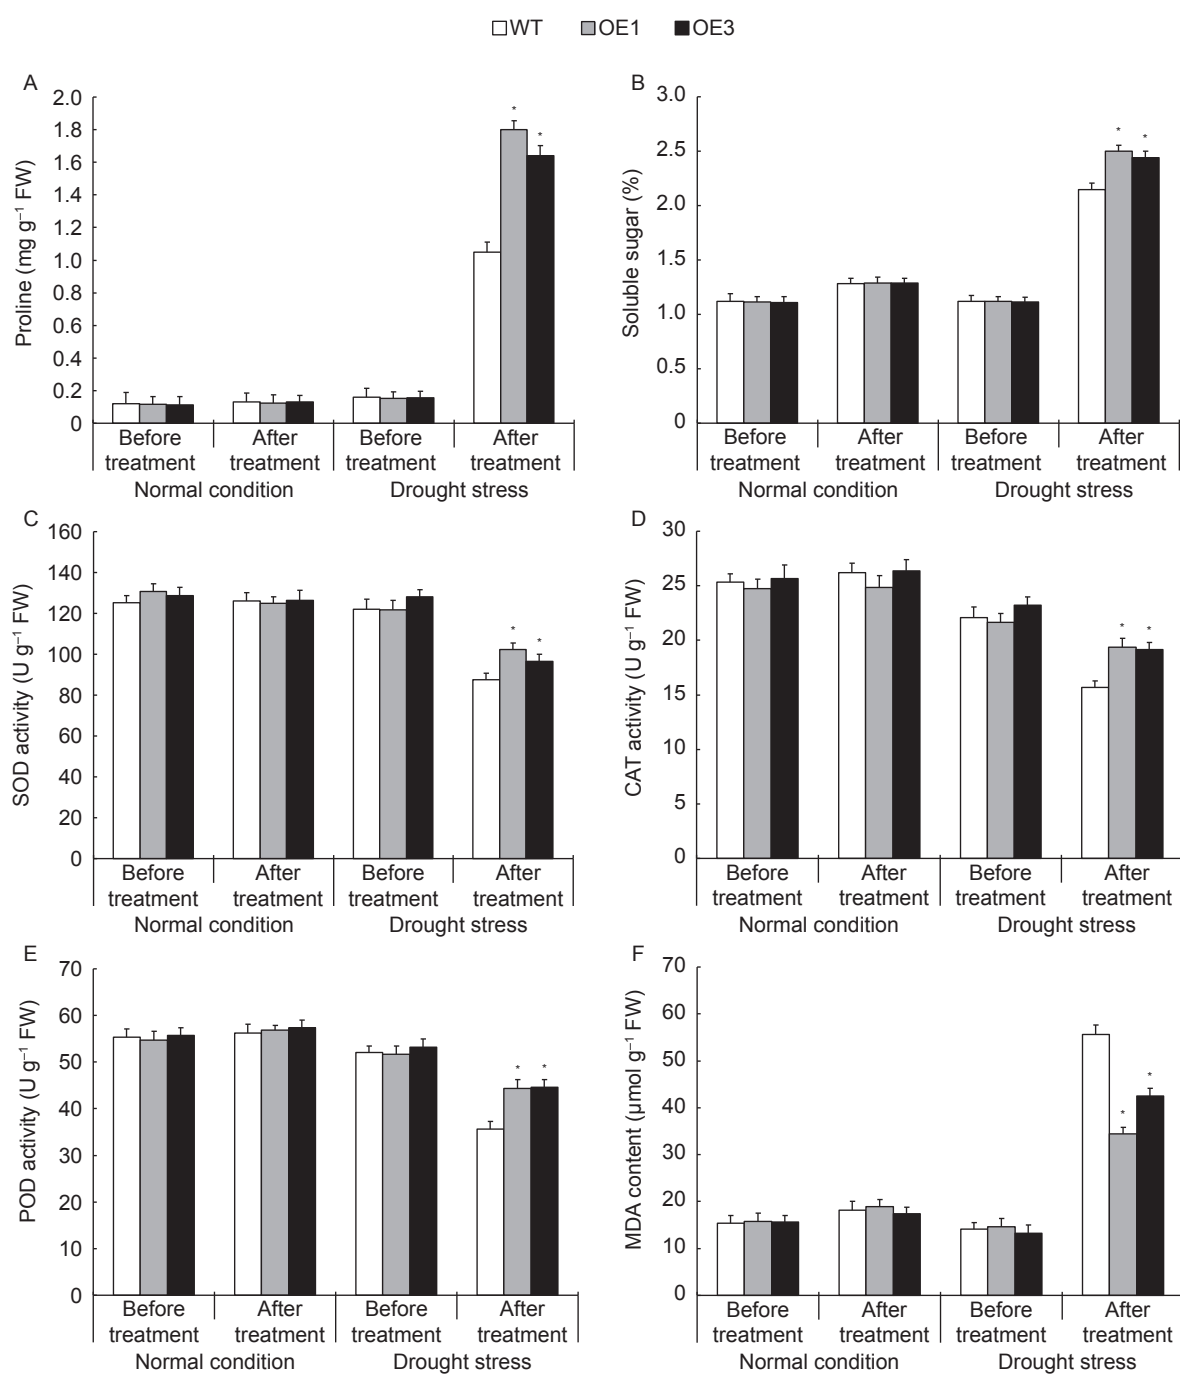 WT OE1 OE3
A
Proline (mg g⁻¹ FW)
2.0
1.8
1.6
1.4
1.2
1.0
0.8
0.6
0.4
0.2
0
* *
Before treatment After treatment Before treatment After treatment
Normal condition Drought stress
B
Soluble sugar (%)
3.0
2.5
2.0
1.5
1.0
0.5
0
* *
Before treatment After treatment Before treatment After treatment
Normal condition Drought stress
C
SOD activity (U g⁻¹ FW)
160
140
120
100
80
60
40
20
0
* *
Before treatment After treatment Before treatment After treatment
Normal condition Drought stress
D
CAT activity (U g⁻¹ FW)
30
25
20
15
10
5
0
* *
Before treatment After treatment Before treatment After treatment
Normal condition Drought stress
E
POD activity (U g⁻¹ FW)
70
60
50
40
30
20
10
0
* *
Before treatment After treatment Before treatment After treatment
Normal condition Drought stress
F
MDA content (µmol g⁻¹ FW)
70
60
50
40
30
20
10
0
* *
Before treatment After treatment Before treatment After treatment
Normal condition Drought stress